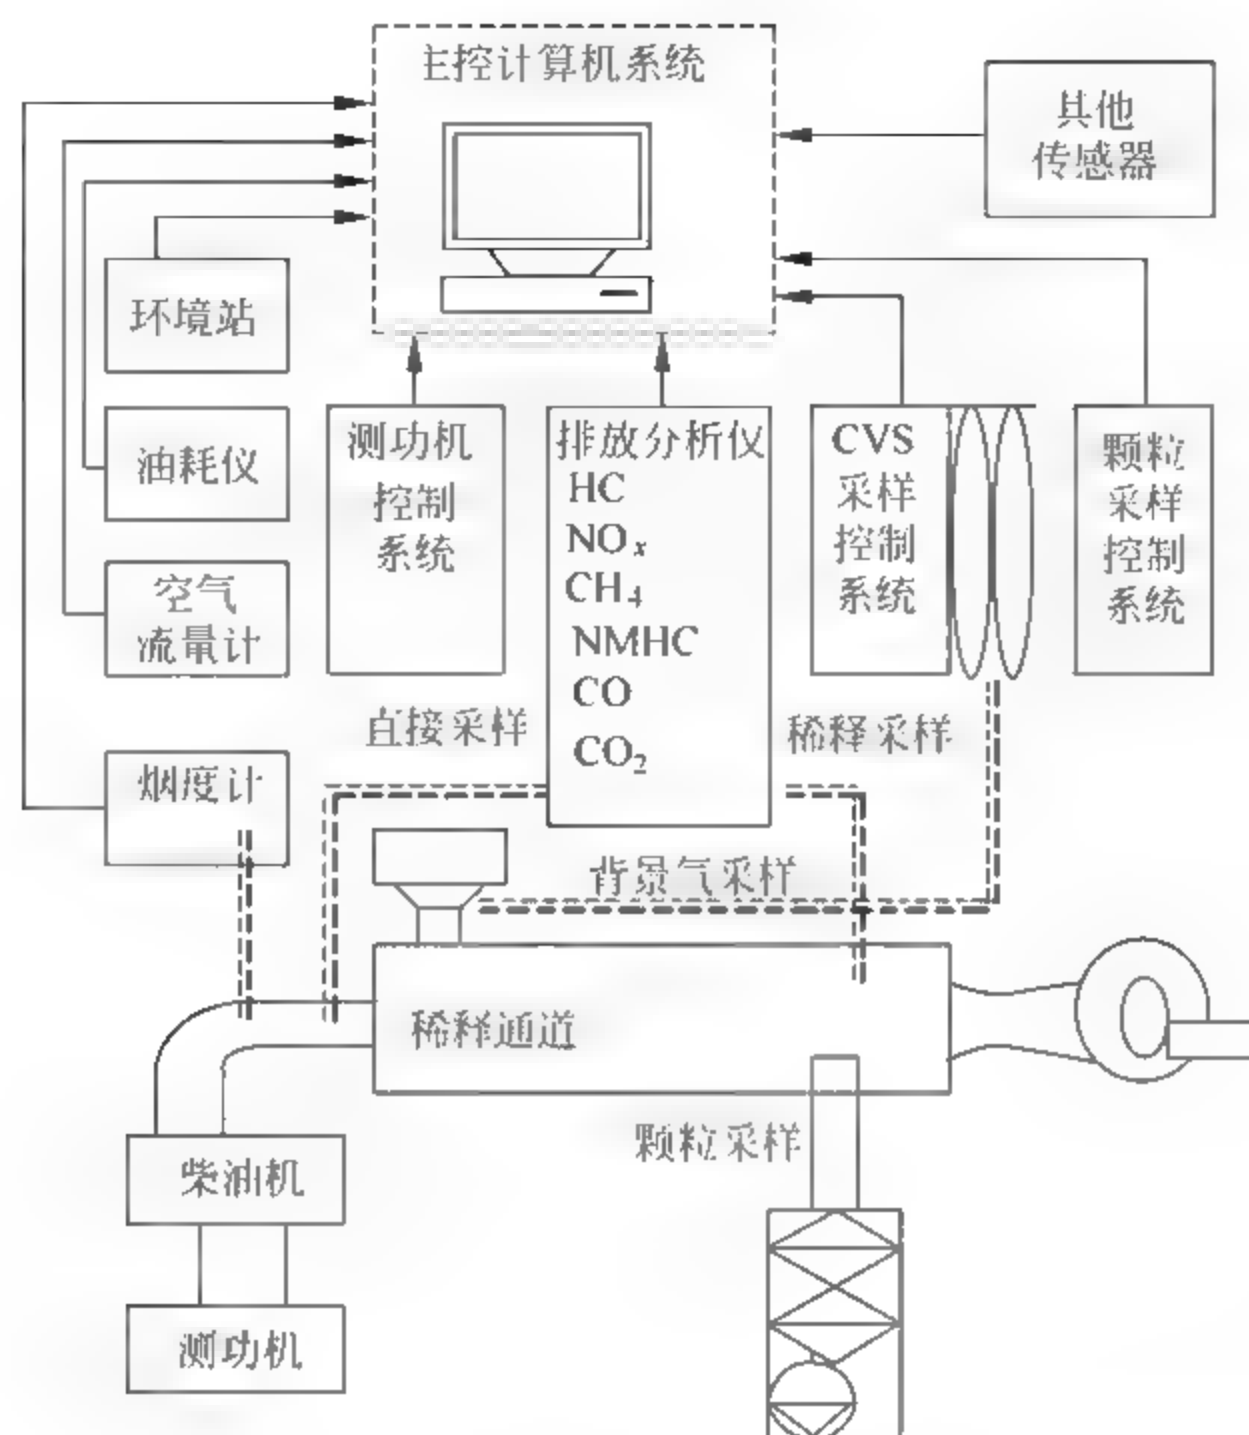 主控计算机系统
其他
传感器
环境站
油耗仪
空气
流量计
烟度计
测功机
控制
系统
排放分析仪
HC
NOx
CH4
NMHC
CO
CO2
CVS
采样
控制
系统
颗粒
采样
控制
系统
直接采样
稀释采样
背景气采样
稀释通道
颗粒采样
柴油机
测功机